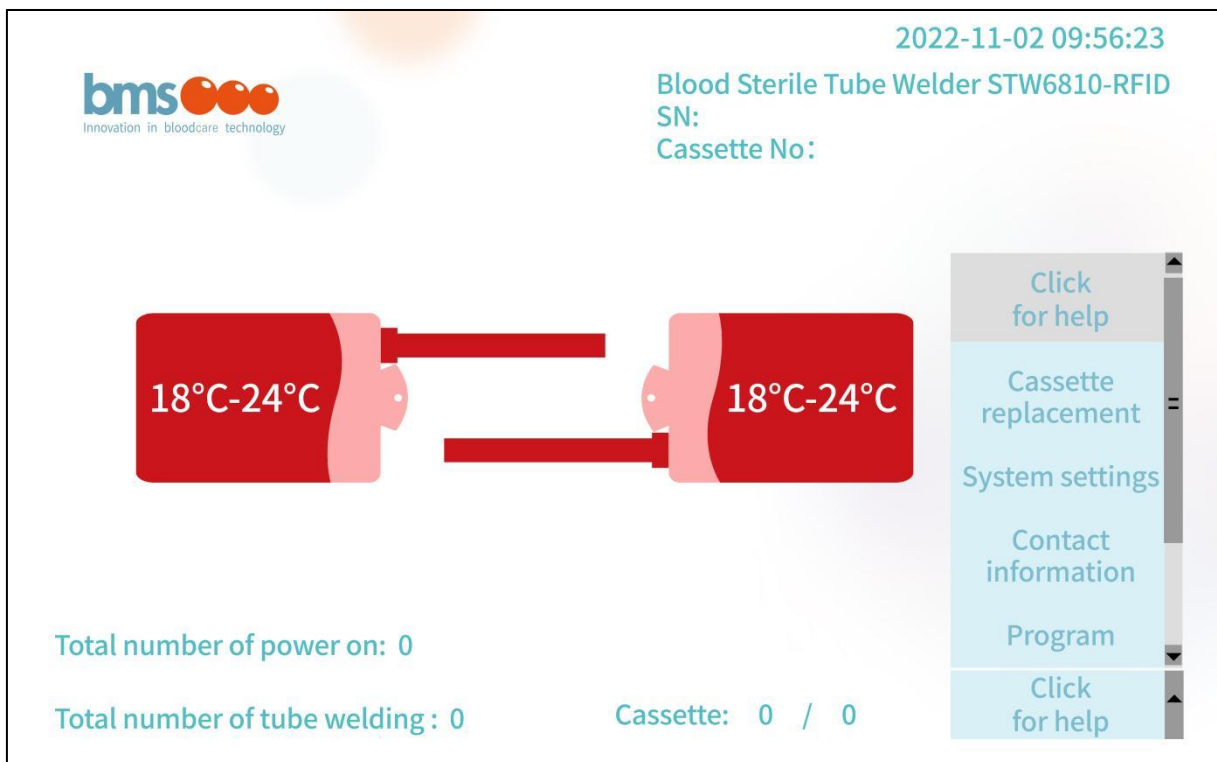 2022-11-02 09:56:23
bms
Innovation in bloodcare technology
Blood Sterile Tube Welder STW6810-RFID
SN:
Cassette No:
18°C-24°C
18°C-24°C
Click
for help
Cassette
replacement
System settings
Contact
information
Program
Click
for help
Total number of power on: 0
Total number of tube welding : 0
Cassette: 0 / 0